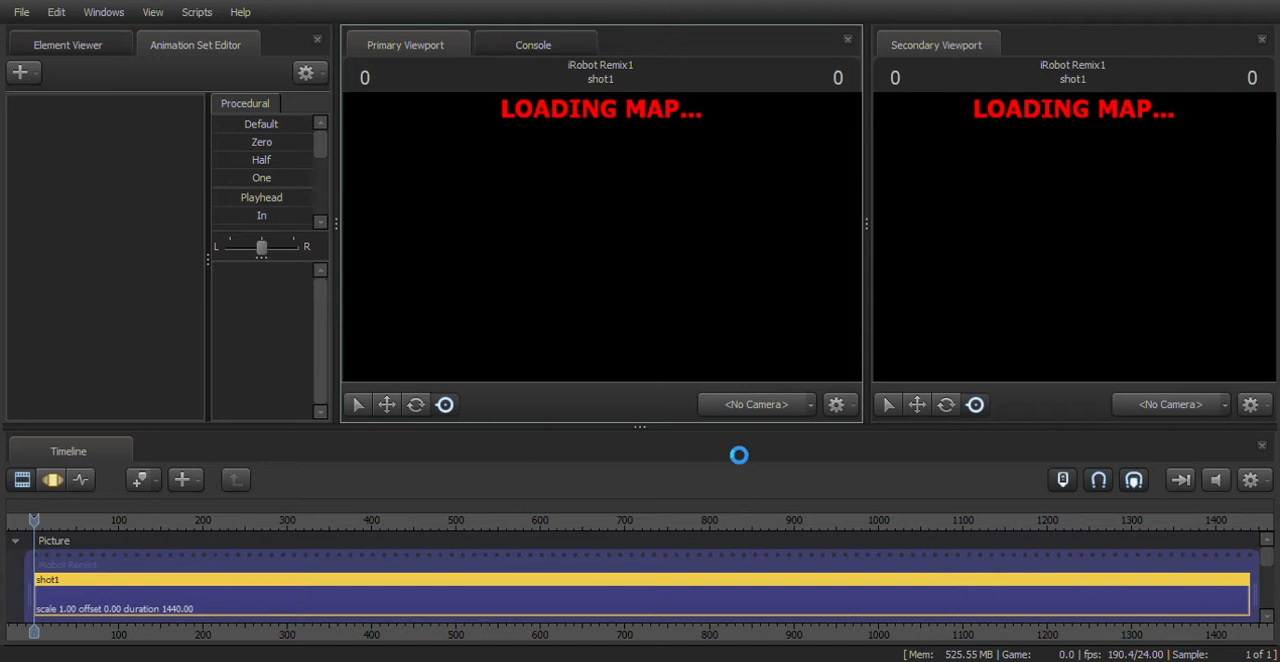 File Edit Windows View Scripts Help
Element Viewer Animation Set Editor
Procedural
Default
Zero
Half
One
Playhead
In
L R
Primary Viewport Console
0 iRobot Remix1 0
shot1
LOADING MAP...
<No Camera>
Secondary Viewport
0 iRobot Remix1 0
shot1
LOADING MAP...
<No Camera>
Timeline
100 200 300 400 500 600 700 800 900 1000 1100 1200 1300 1400
Picture
iRobot Remix1
shot1
scale 1.00 offset 0.00 duration 1440.00
100 200 300 400 500 600 700 800 900 1000 1100 1200 1300 1400
[ Mem: 525.55 MB | Game: 0.0 | fps: 190.4/24.00 | Sample: 1 of 1 ]